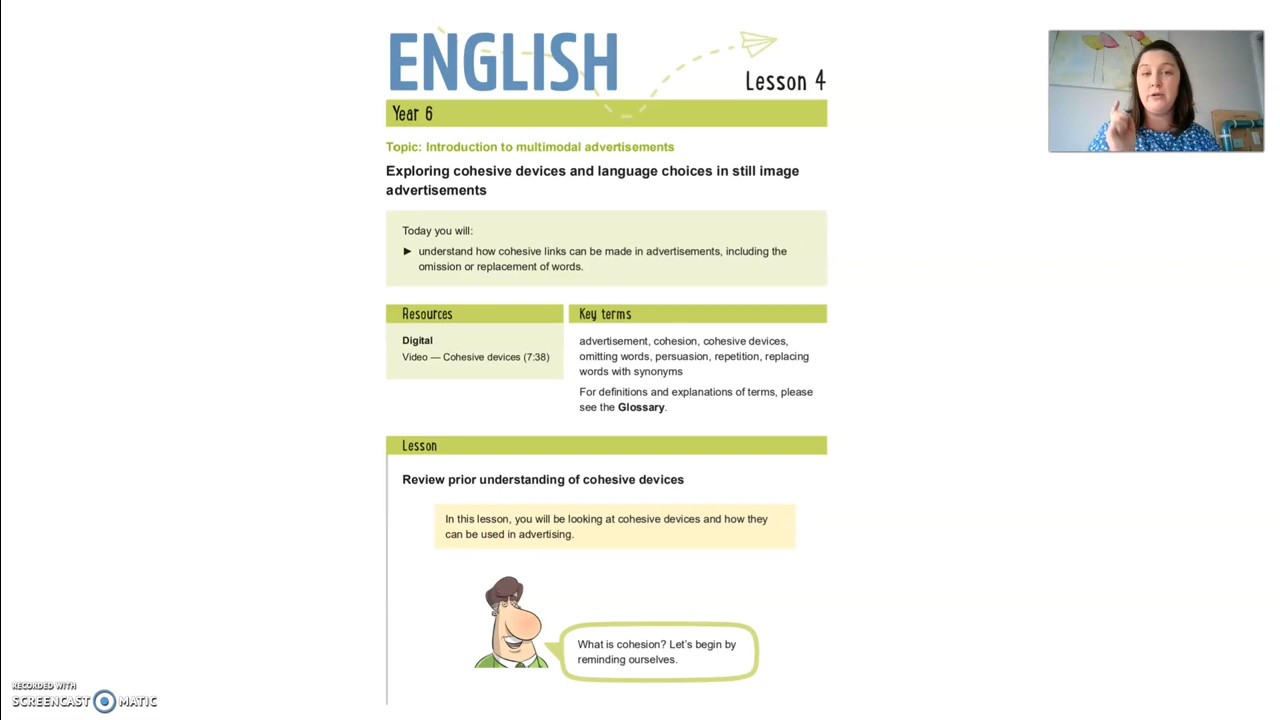 ENGLISH
Lesson 4
Year 6
Topic: Introduction to multimodal advertisements
Exploring cohesive devices and language choices in still image
advertisements
Today you will:
► understand how cohesive links can be made in advertisements, including the
omission or replacement of words.
Resources
Digital
Video — Cohesive devices (7:38)
Key terms
advertisement, cohesion, cohesive devices,
omitting words, persuasion, repetition, replacing
words with synonyms
For definitions and explanations of terms, please
see the Glossary.
Lesson
Review prior understanding of cohesive devices
In this lesson, you will be looking at cohesive devices and how they
can be used in advertising.
What is cohesion? Let's begin by
reminding ourselves.
RECORDED WITH
SCREENCAST MATIC